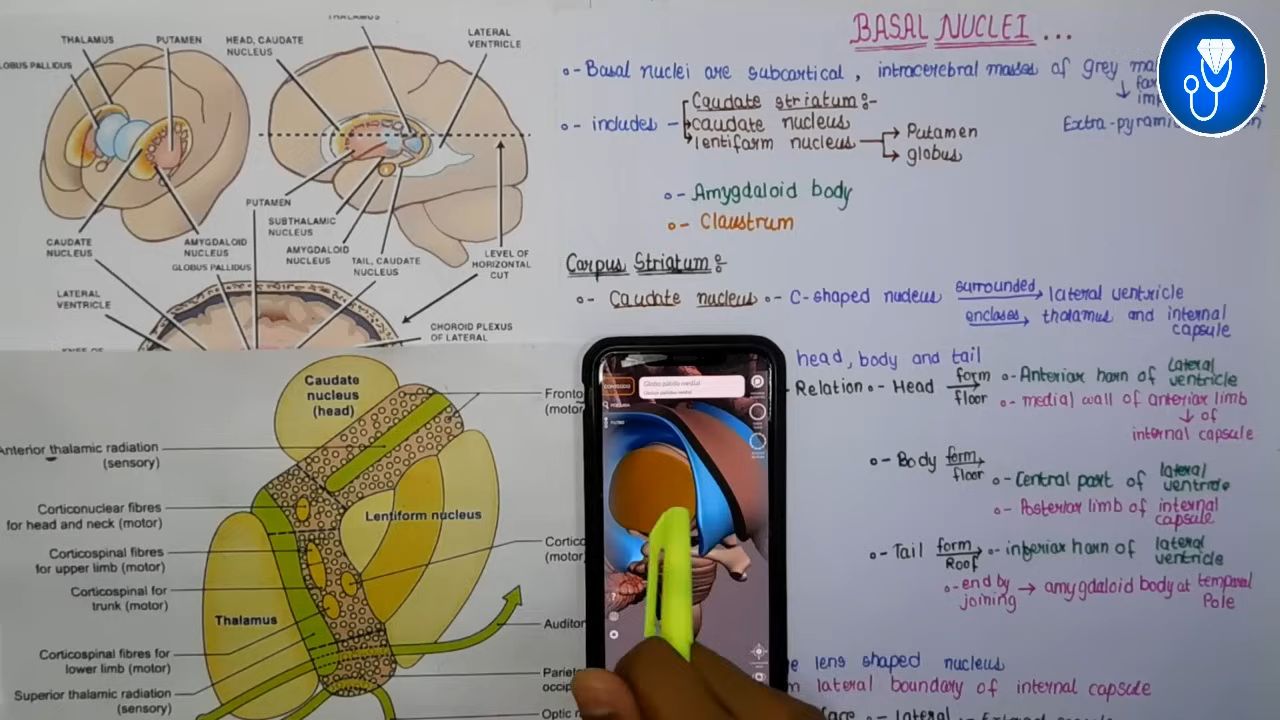 THALAMUS
PUTAMEN
HEAD, CAUDATE
NUCLEUS
LATERAL
VENTRICLE
PUTAMEN
SUBTHALAMIC
NUCLEUS
CAUDATE
NUCLEUS
AMYGDALOID
NUCLEUS
AMYGDALOID
NUCLEUS
TAIL, CAUDATE
NUCLEUS
LEVEL OF
HORIZONTAL
CUT
GLOBUS PALLIDUS
LATERAL
VENTRICLE
CHOROID PLEXUS
OF LATERAL
Caudate
nucleus
(head)
Anterior thalamic radiation
(sensory)
Corticonuclear fibres
for head and neck (motor)
Lentiform nucleus
Corticospinal fibres
for upper limb (motor)
Corticospinal for
trunk (motor)
Thalamus
Corticospinal fibres for
lower limb (motor)
Superior thalamic radiation
(sensory)
BASAL NUCLEI ...
Basal nuclei are subcortical, intracerebral masses of grey
includes
Caudate striatum:-
caudate nucleus
lentiform nucleus → Putamen
→ globus
Amygdaloid body
Claustrum
Corpus Striatum:-
Caudate nucleus - C-shaped nucleus surrounded → lateral ventricle
encloses → thalamus and internal
capsule
head, body and tail
Relation - Head form → Anterior horn of lateral
floor ventricle
medial wall of anterior limb
↓ of
internal capsule
Body form →
floor
Central part of lateral
ventricle
Posterior limb of internal
capsule
Tail form → inferior horn of lateral
Roof ventricle
end by → amygdaloid body at temporal
joining Pole
lens shaped nucleus
lateral boundary of internal capsule